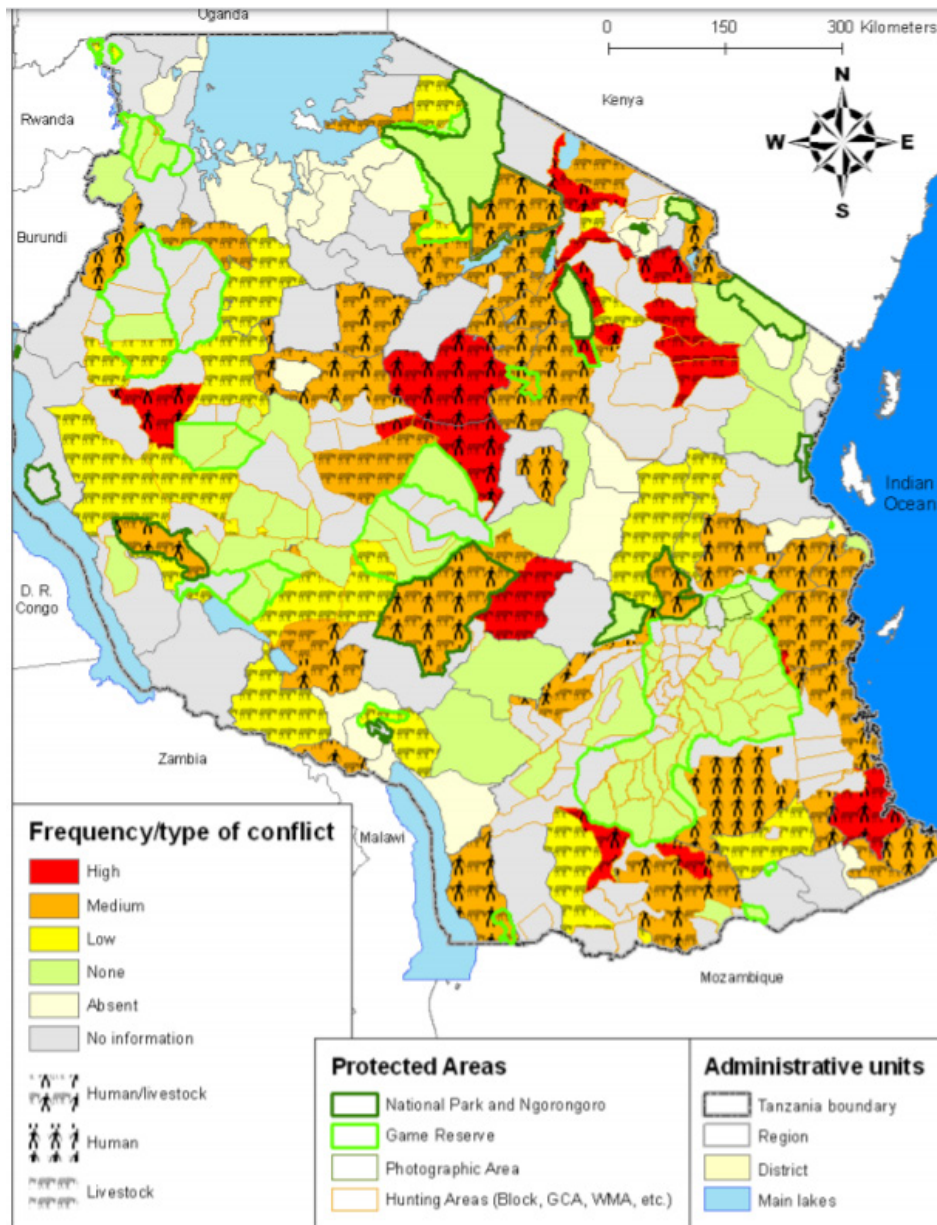 Uganda
0 150 300 Kilometers
Kenya
N
W E
S
Rwanda
Burundi
Indian
Ocean
D. R.
Congo
Zambia
Malawi
Mozambique
Frequency/type of conflict
High
Medium
Low
None
Absent
No information
Human/livestock
Human
Livestock
Protected Areas
National Park and Ngorongoro
Game Reserve
Photographic Area
Hunting Areas (Block, GCA, WMA, etc.)
Administrative units
Tanzania boundary
Region
District
Main lakes